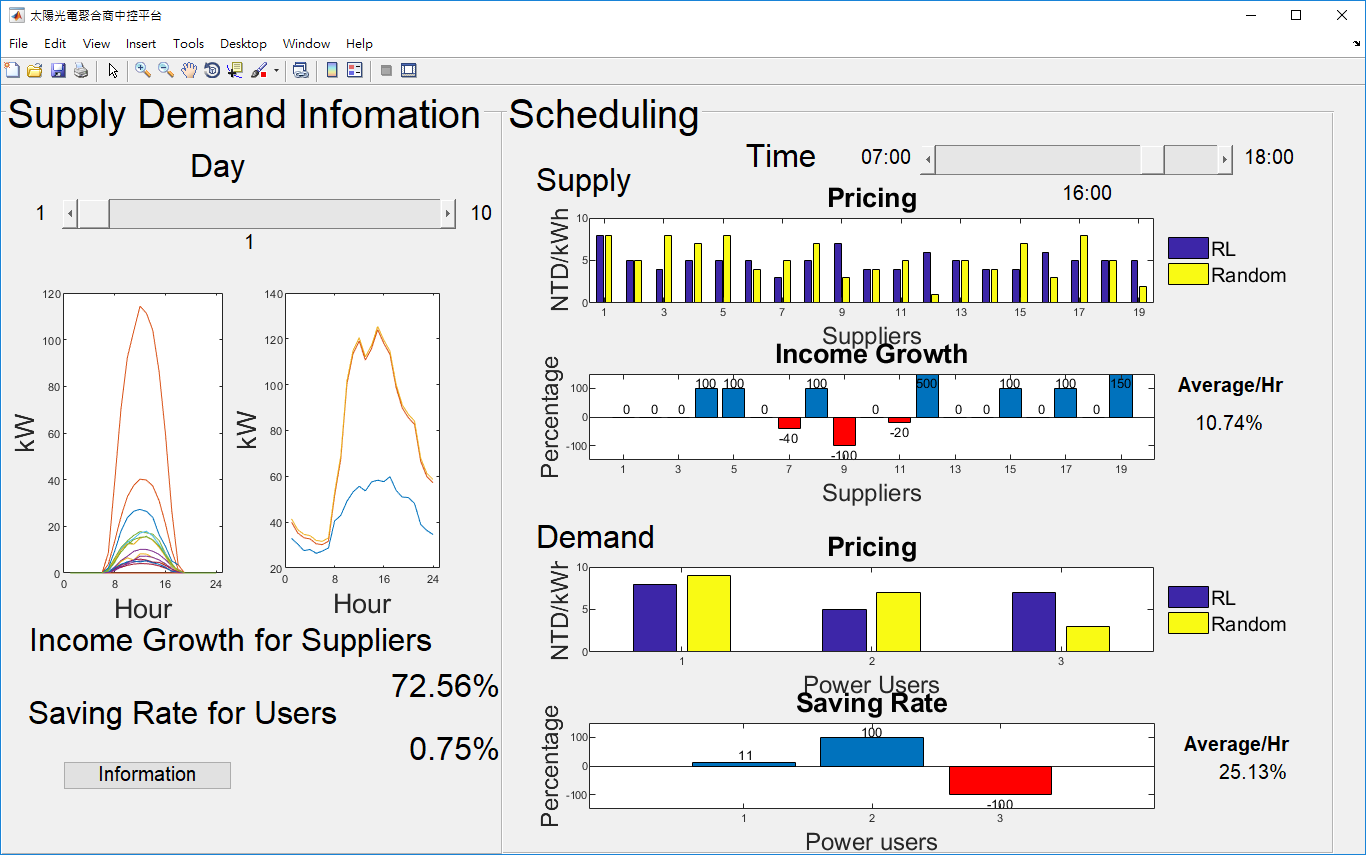 太陽光電聚合商中控平台
File Edit View Insert Tools Desktop Window Help
Supply Demand Infomation
Day
1 10
1
120
100
80
60
40
20
0
kW
0 8 16 24
Hour
140
120
100
80
60
40
20
kW
0 8 16 24
Hour
Income Growth for Suppliers
72.56%
Saving Rate for Users
0.75%
Information
Scheduling
Time 07:00 18:00
16:00
Supply
Pricing
NTD/kWh
10
5
0
1 3 5 7 9 11 13 15 17 19
Suppliers
RL
Random
Income Growth
Percentage
100
0
-100
0 0 0 100 100 0 -40 100 -100 0 -20 500 0 0 100 0 100 0 150
1 3 5 7 9 11 13 15 17 19
Suppliers
Average/Hr
10.74%
Demand
Pricing
NTD/kWh
10
5
0
1 2 3
Power Users
RL
Random
Saving Rate
Percentage
100
0
-100
11 100 -100
1 2 3
Power users
Average/Hr
25.13%